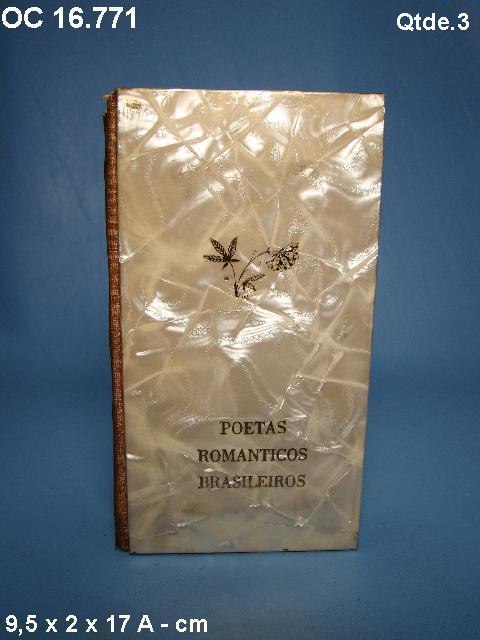 OC 16.771
Qtde.3
POETAS
ROMANTICOS
BRASILEIROS
9,5 x 2 x 17 A - cm